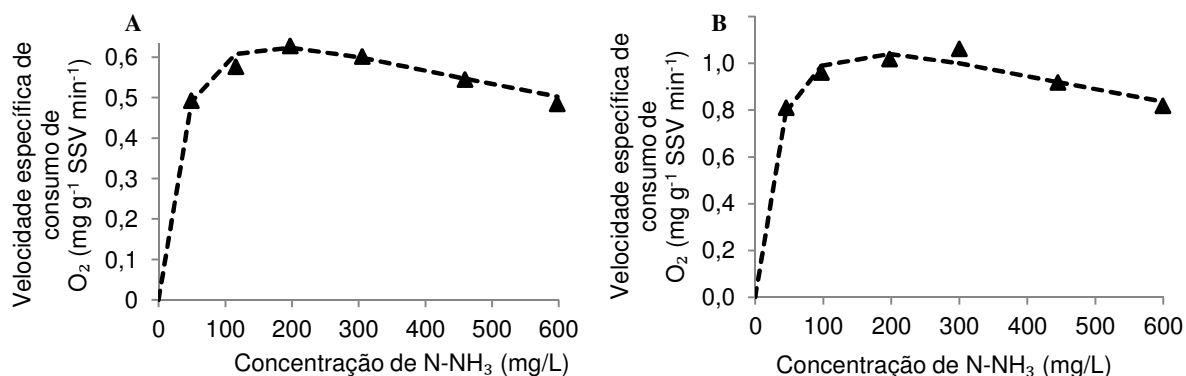 A
Velocidade específica de
consumo de
O₂ (mg g⁻¹ SSV min⁻¹)
0,6
0,5
0,4
0,3
0,2
0,1
0
0 100 200 300 400 500 600
Concentração de N-NH₃ (mg/L)
B
Velocidade específica de
consumo de
O₂ (mg g⁻¹ SSV min⁻¹)
1,0
0,8
0,6
0,4
0,2
0,0
0 100 200 300 400 500 600
Concentração de N-NH₃ (mg/L)